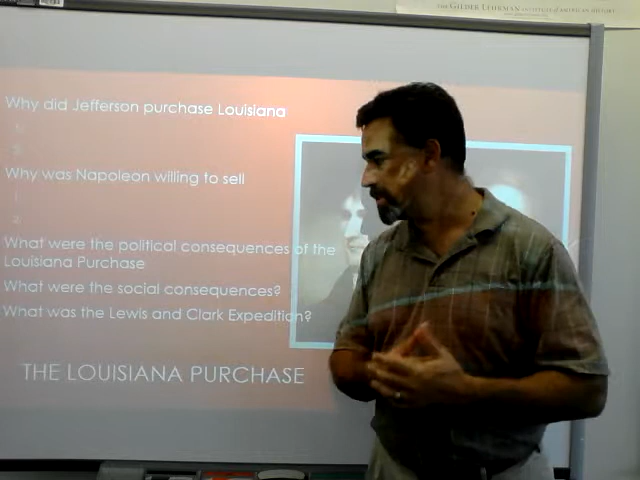 THE GILDER LEHRMAN INSTITUTE of AMERICAN HISTORY
Why did Jefferson purchase Louisiana
Why was Napoleon willing to sell
What were the political consequences of the
Louisiana Purchase
What were the social consequences?
What was the Lewis and Clark Expedition?
THE LOUISIANA PURCHASE